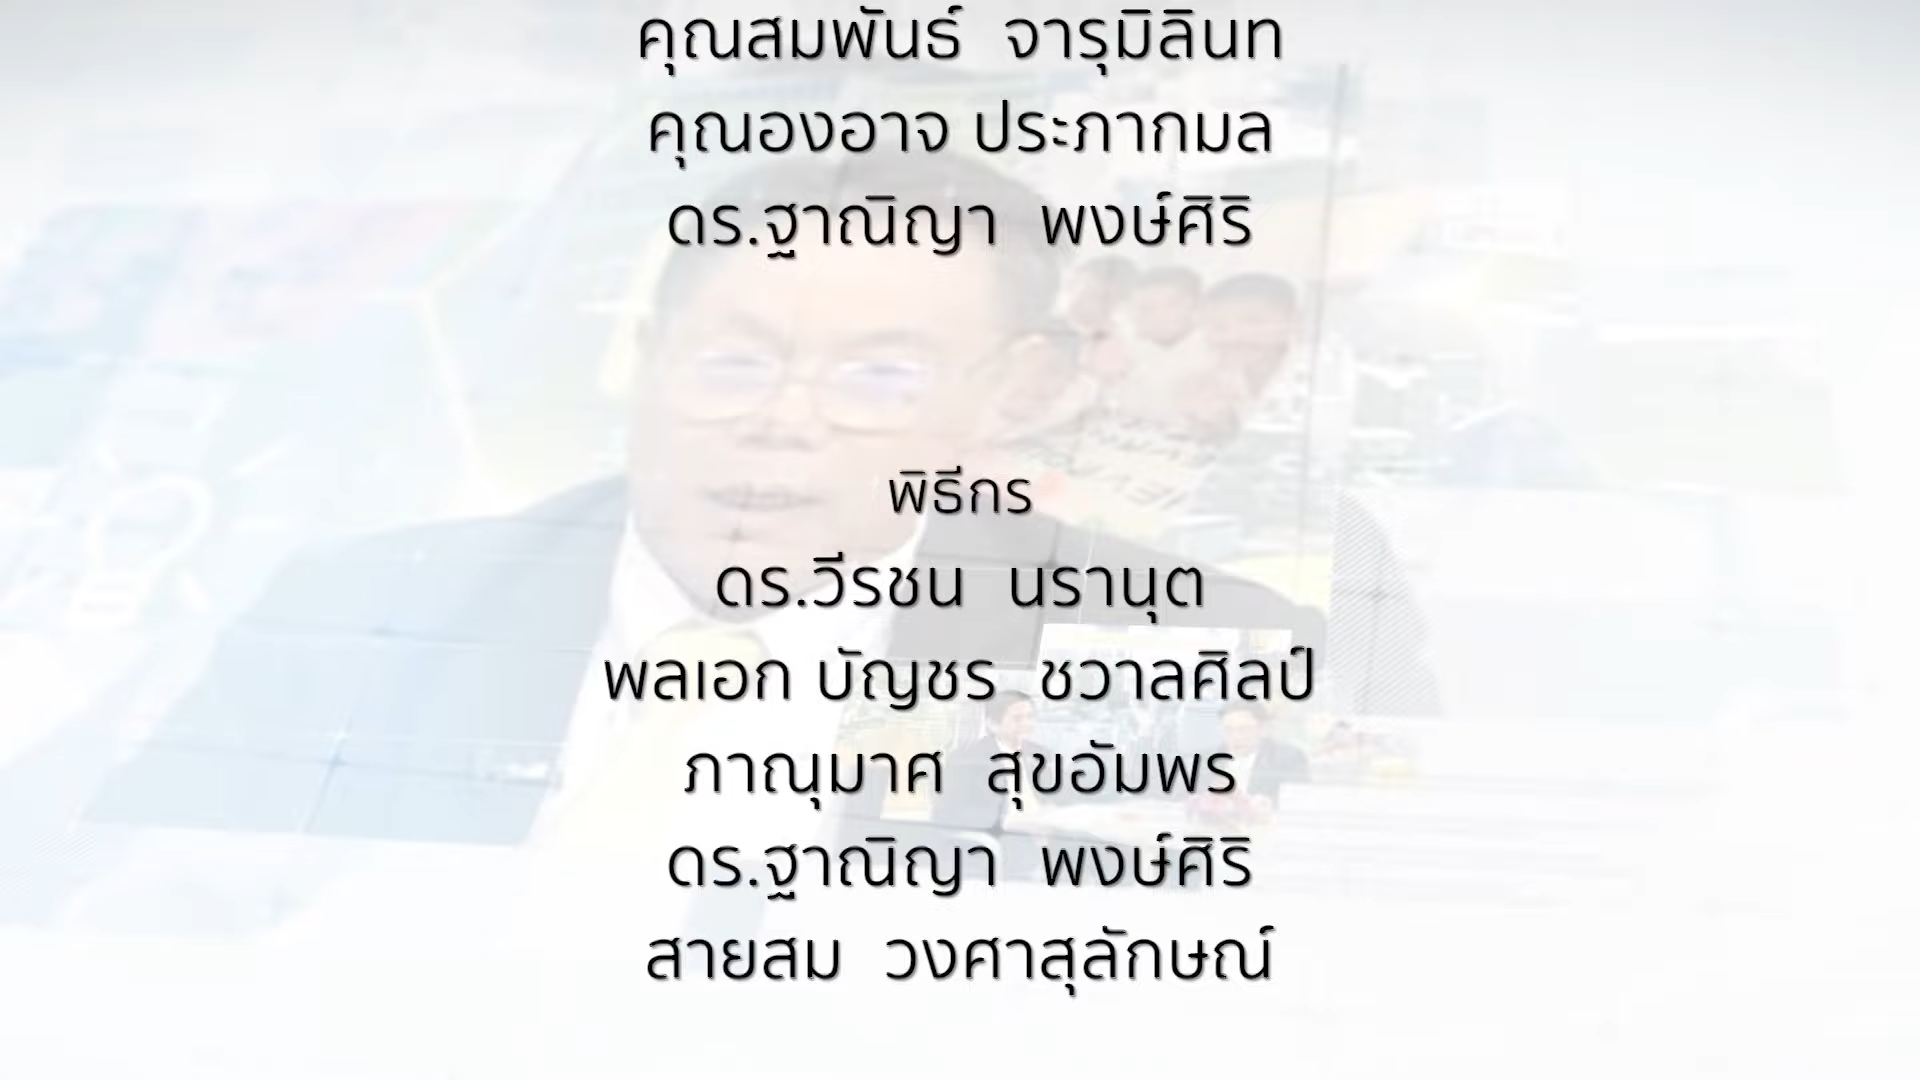 คุณสมพันธ์ จารุมิลินท
คุณองอาจ ประภากมล
ดร.ฐาณิญา พงษ์ศิริ
พิธีกร
ดร.วีรชน นรานุต
พลเอก บัญชร ชวาลศิลป์
ภาณุมาศ สุขอัมพร
ดร.ฐาณิญา พงษ์ศิริ
สายสม วงศาสุลักษณ์